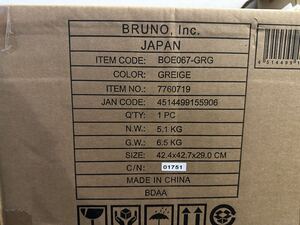 BRUNO, Inc.
JAPAN
ITEM CODE: BOE067-GRG
COLOR: GREIGE
ITEM NO.: 7760719
JAN CODE: 4514499155906
Q'TY: 1 PC
N.W.: 5.1 KG
G.W.: 6.5 KG
SIZE: 42.4x42.7x29.0 CM
C/N: 01751
MADE IN CHINA
BDAA
4514499